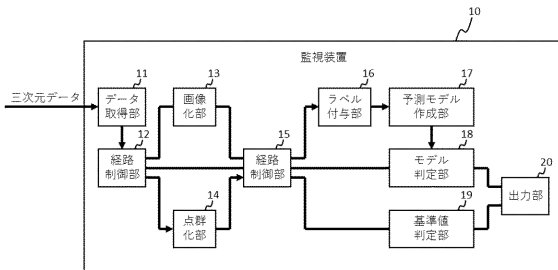 10
監視装置
三次元データ
11
データ
取得部
13
画像
化部
16
ラベル
付与部
17
予測モデル
作成部
12
経路
制御部
15
経路
制御部
18
モデル
判定部
20
出力部
14
点群
化部
19
基準値
判定部